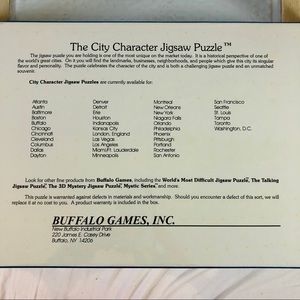 The City Character Jigsaw Puzzle™
The jigsaw puzzle you are holding is one of the most unique on the market today. It is a historical perspective of one of
the world's great cities. On it you will find the landmarks, businesses, neighborhoods, and people which give this city its singular
flavor and personality. The puzzle celebrates the character of the city and is both a challenging jigsaw puzzle and an unmatched
souvenir.
City Character Jigsaw Puzzles are currently available for:
Atlanta Denver Montreal San Francisco
Austin Detroit New Orleans Seattle
Baltimore Erie New York St. Louis
Boston Houston Niagara Falls Tampa
Buffalo Indianapolis Orlando Toronto
Chicago Kansas City Philadelphia Washington, D.C.
Cincinnati London, England Phoenix
Cleveland Las Vegas Pittsburgh
Columbus Los Angeles Portland
Dallas Miami/Ft. Lauderdale Rochester
Dayton Minneapolis San Antonio
Look for other fine products from Buffalo Games, including the World's Most Difficult Jigsaw Puzzle, The Talking
Jigsaw Puzzle, The 3D Mystery Jigsaw Puzzle, Mystic Series, and more.
This puzzle is warranted against defects in materials or workmanship. Should you encounter a defect of this sort, we will
replace it at no cost to you. A product warranty is included in the box.
BUFFALO GAMES, INC.
New Buffalo Industrial Park
220 James E. Casey Drive
Buffalo, NY 14206